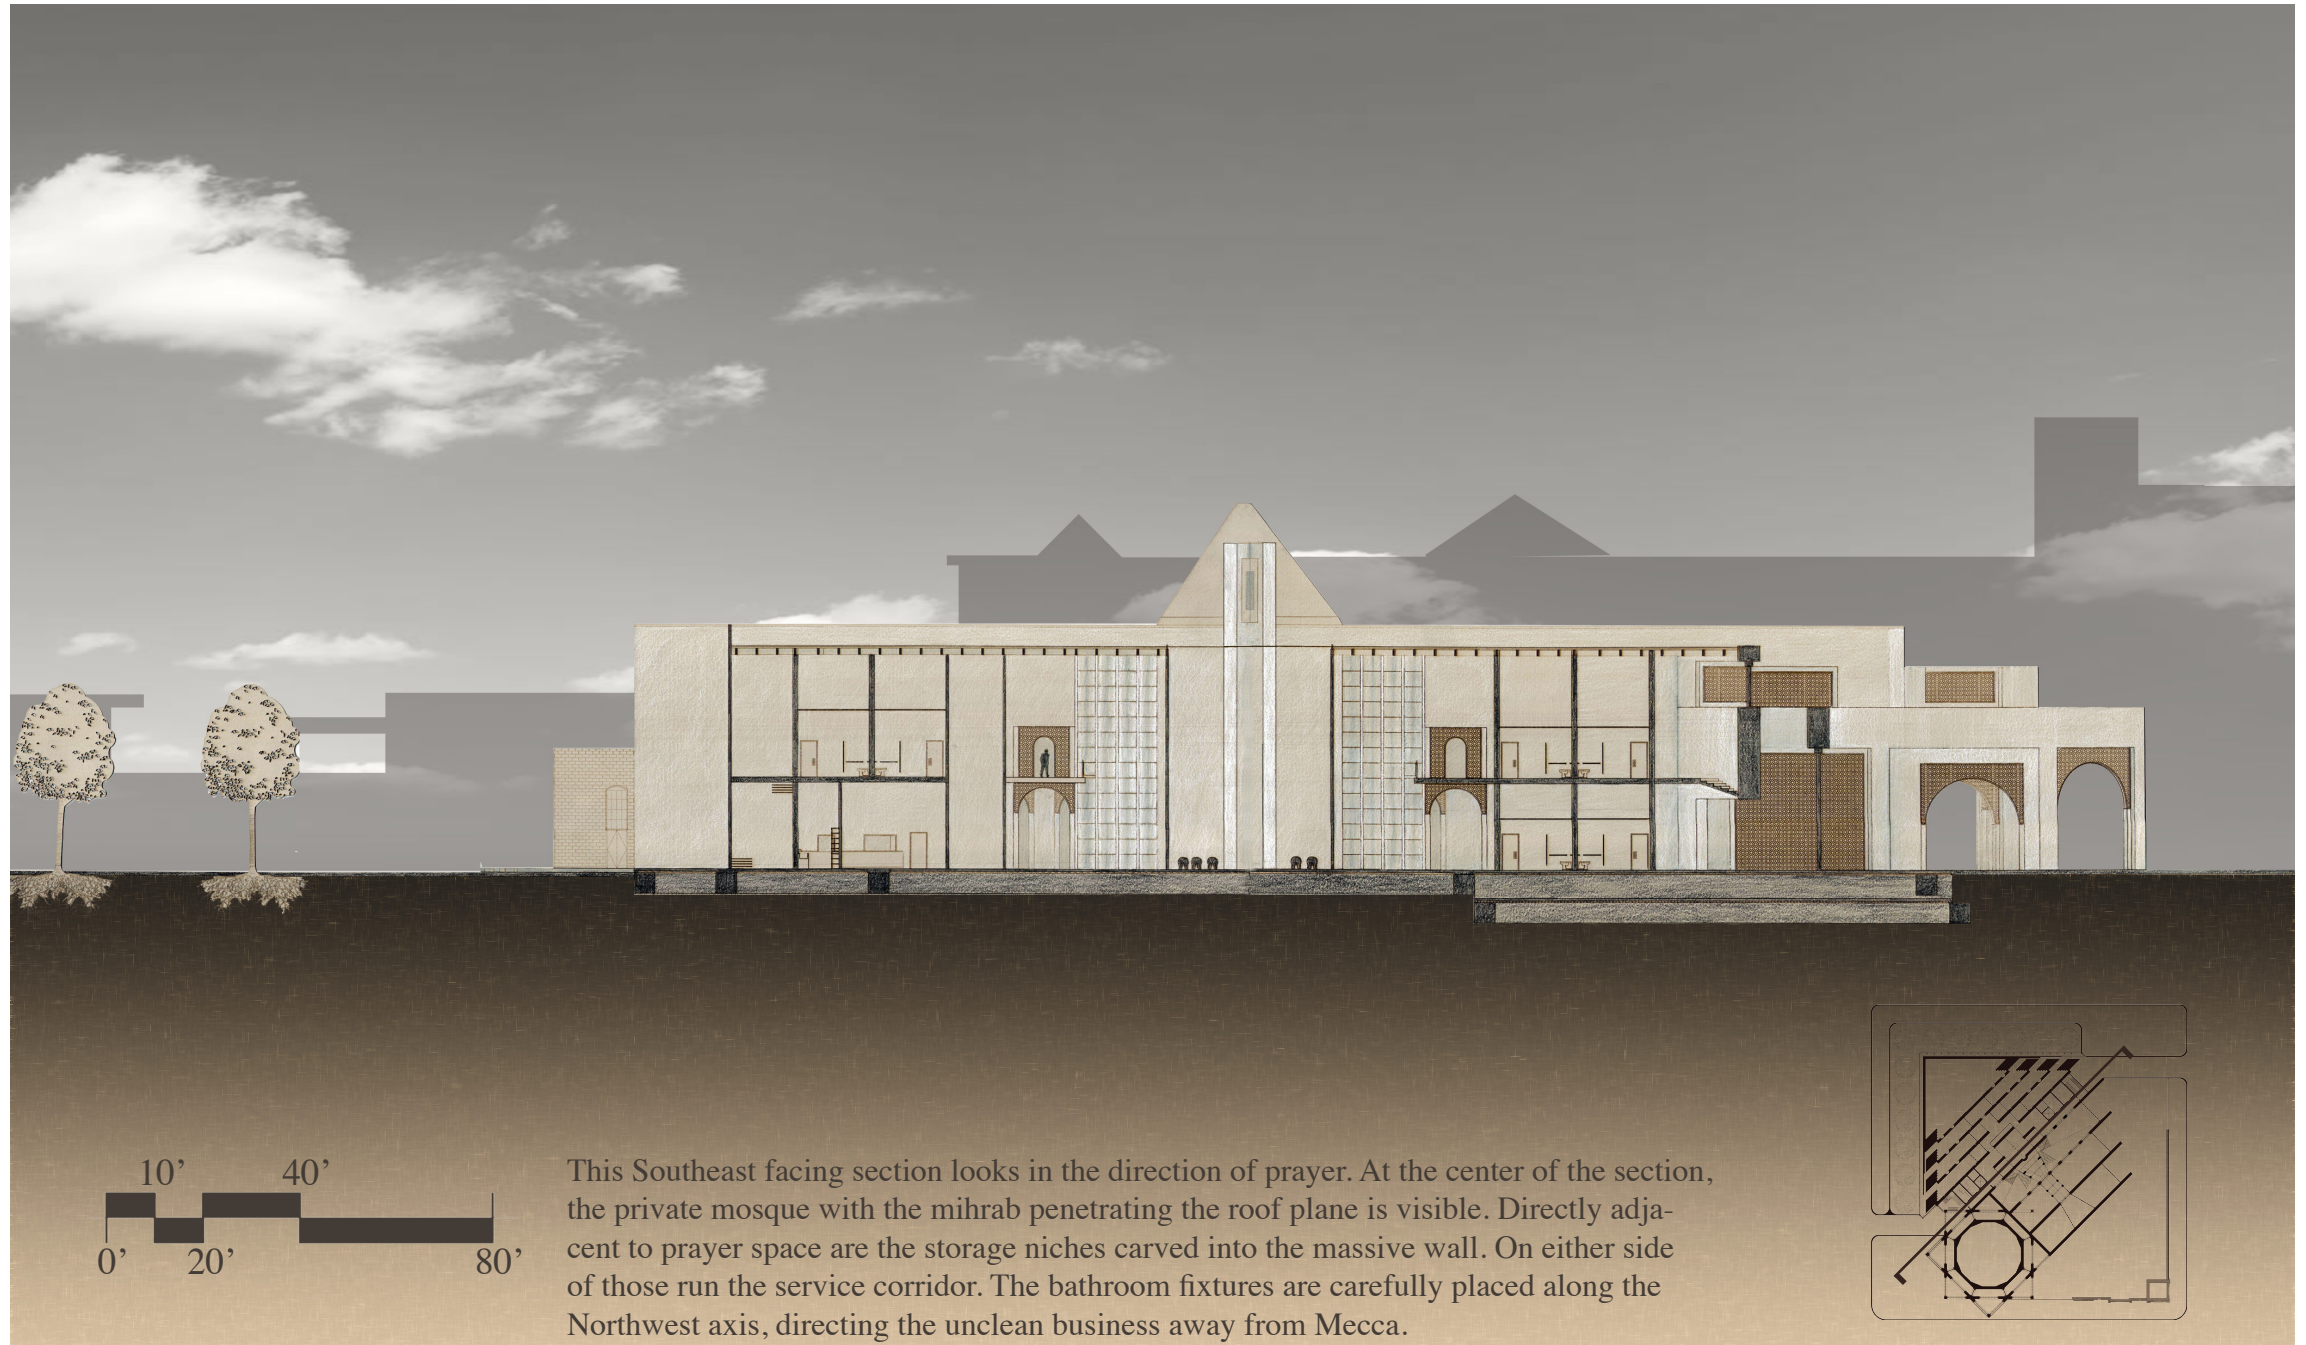 10’ 40’
0’ 20’ 80’
This Southeast facing section looks in the direction of prayer. At the center of the section,
the private mosque with the mihrab penetrating the roof plane is visible. Directly adja-
cent to prayer space are the storage niches carved into the massive wall. On either side
of those run the service corridor. The bathroom fixtures are carefully placed along the
Northwest axis, directing the unclean business away from Mecca.